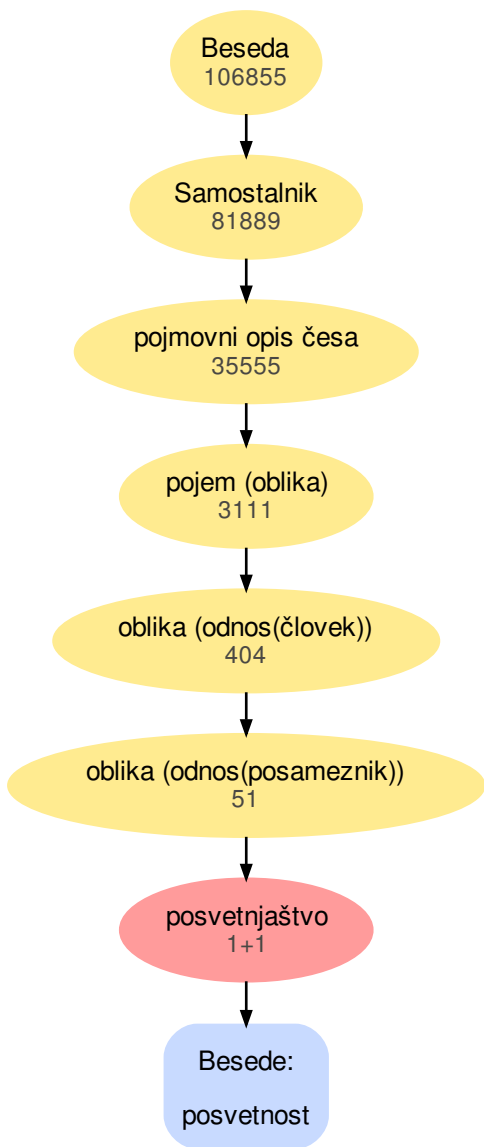 Beseda
106855
Samostalnik
81889
pojmovni opis česa
35555
pojem (oblika)
3111
oblika (odnos(človek))
404
oblika (odnos(posameznik))
51
posvetnjaštvo
1+1
Besede:
posvetnost